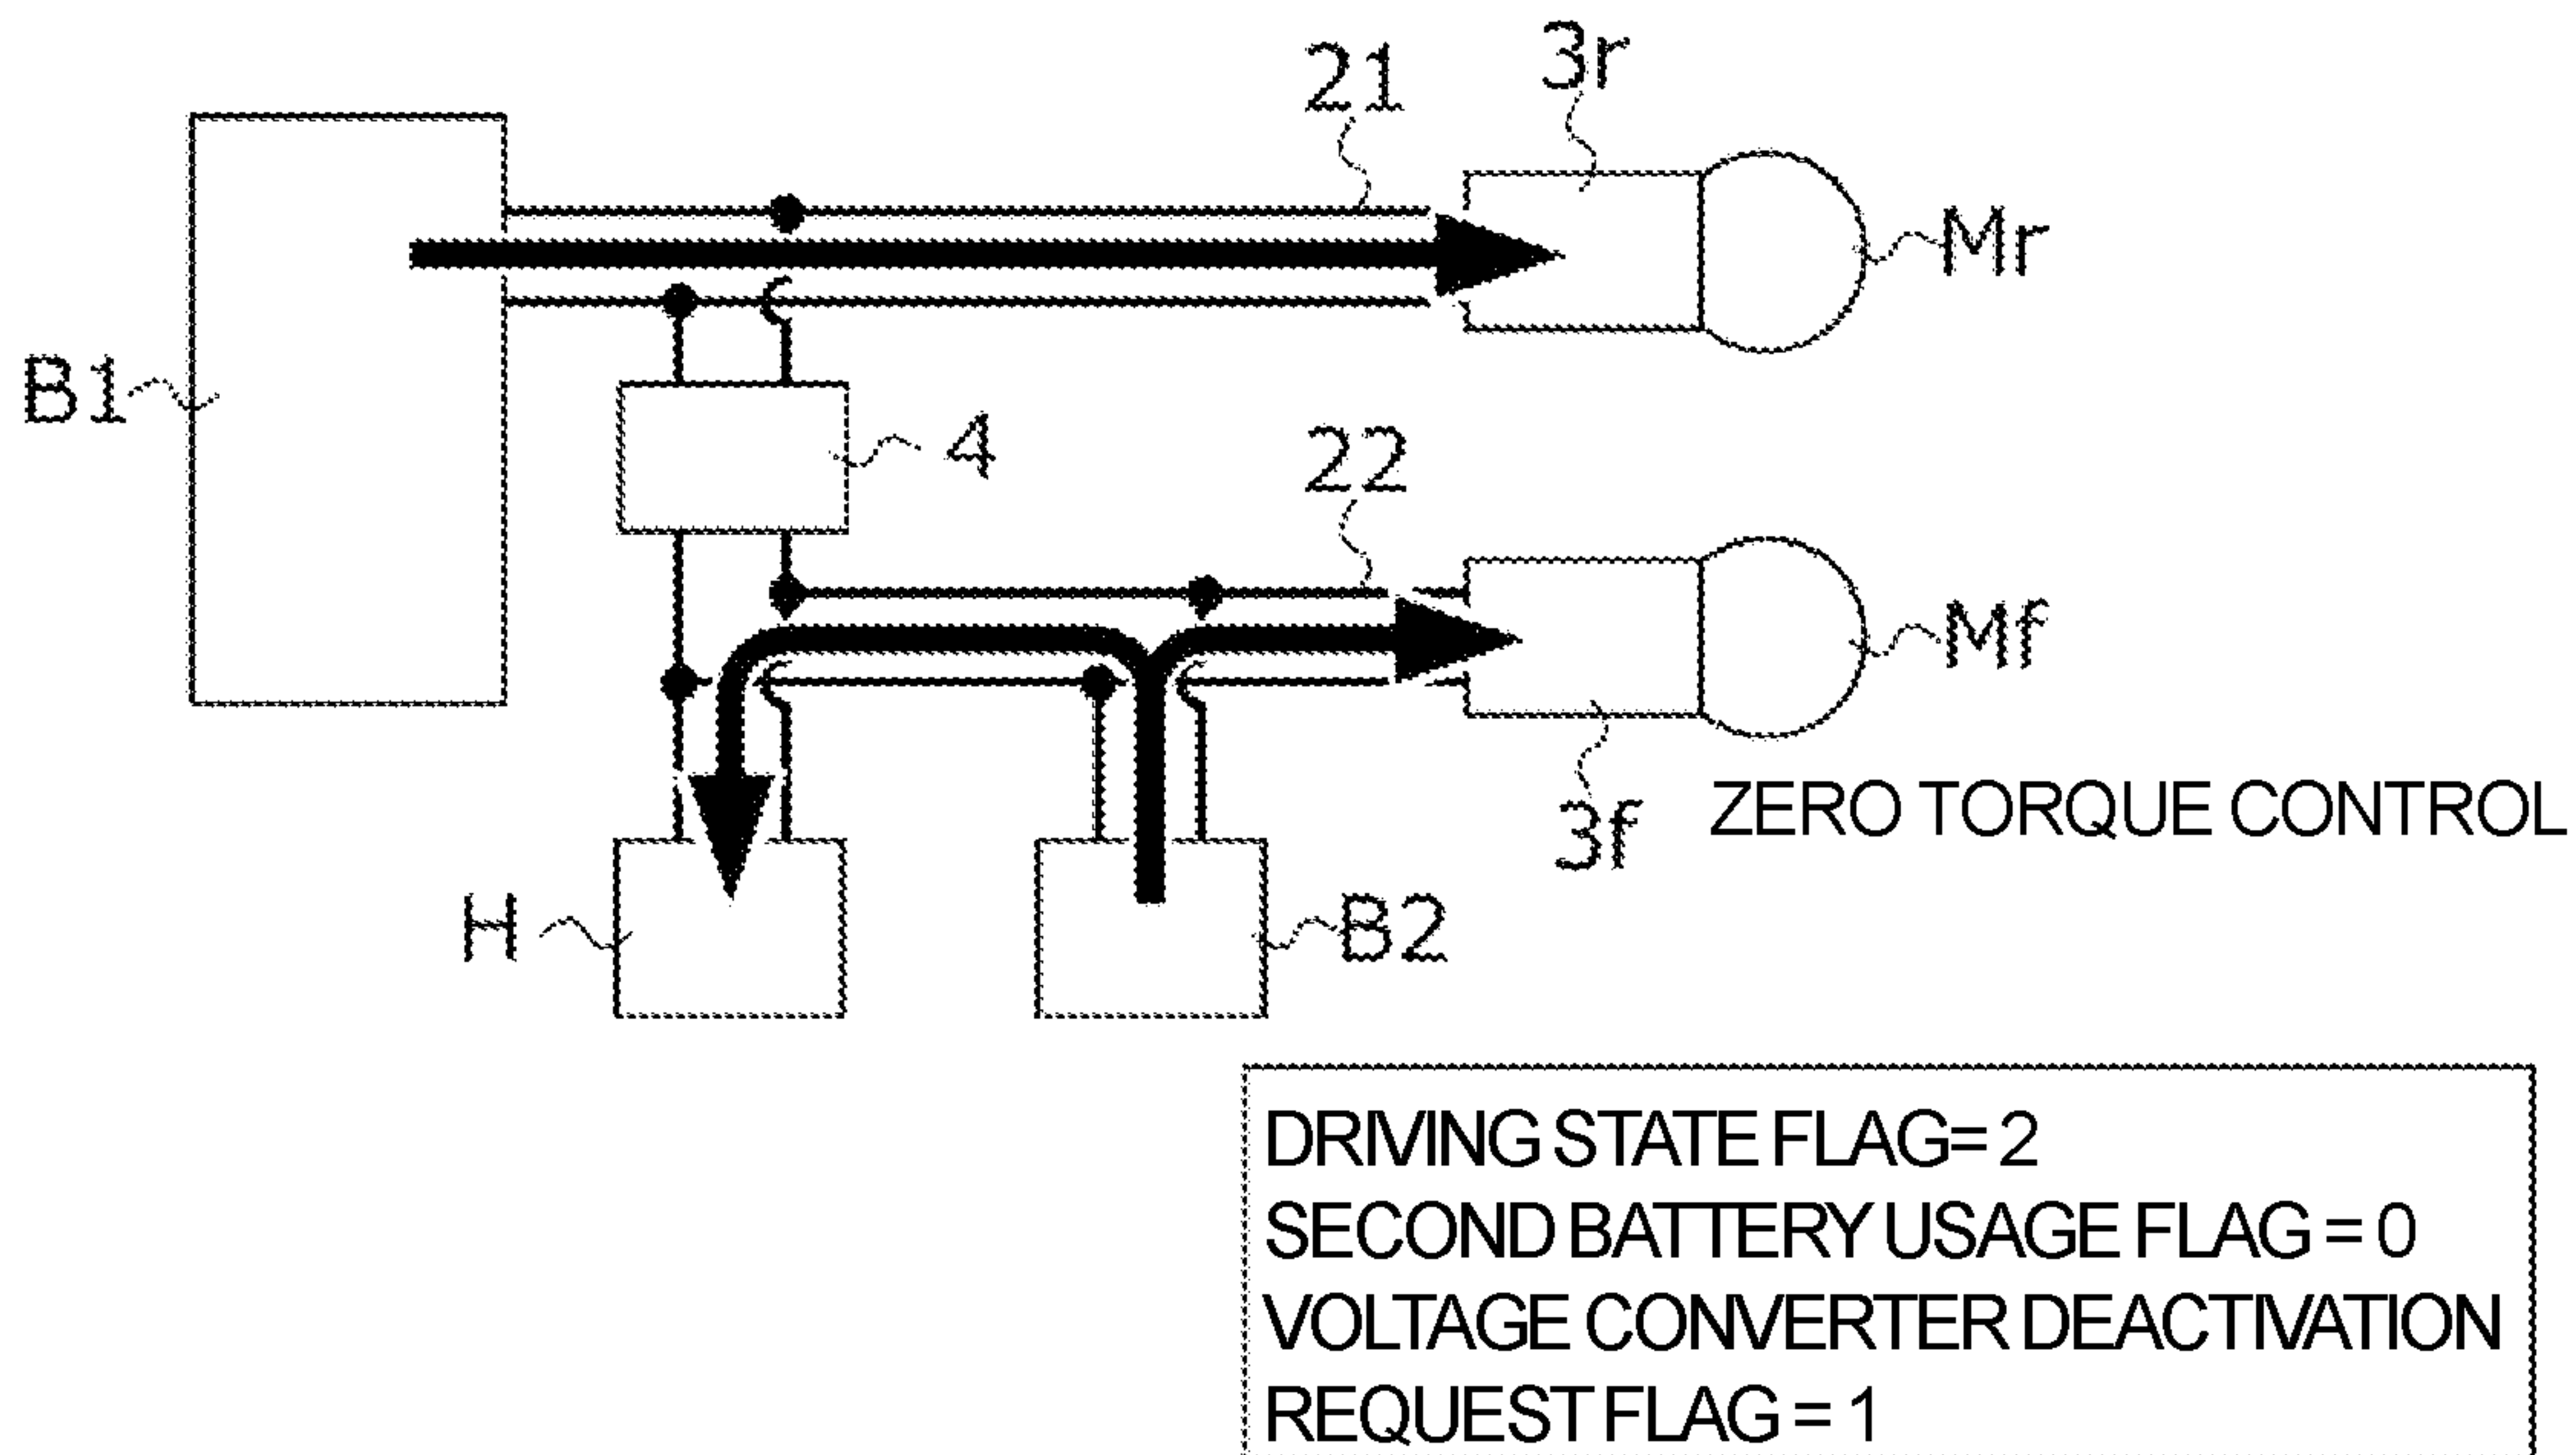 21
3r
Mr
B1
4
22
Mf
3f
ZERO TORQUE CONTROL
H
B2
DRIVING STATE FLAG= 2
SECOND BATTERY USAGE FLAG = 0
VOLTAGE CONVERTER DEACTIVATION
REQUEST FLAG = 1